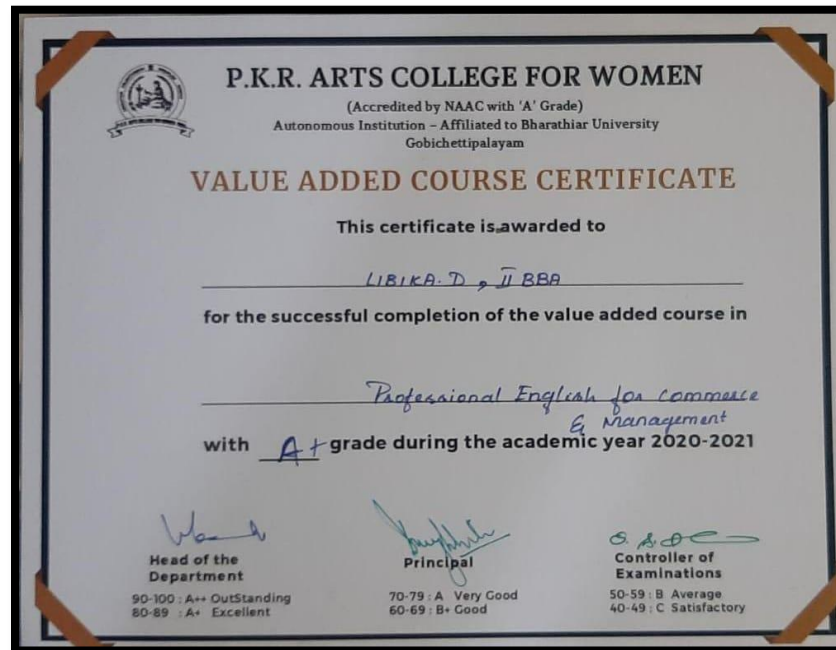 P.K.R. ARTS COLLEGE FOR WOMEN
(Accredited by NAAC with 'A' Grade)
Autonomous Institution – Affiliated to Bharathiar University
Gobichettipalayam
VALUE ADDED COURSE CERTIFICATE
This certificate is awarded to
LIBIKA.D, II BBA
for the successful completion of the value added course in
Professional English for commerce
& Management
with A+ grade during the academic year 2020-2021
Head of the Department
Principal
Controller of Examinations
90-100 : A++ OutStanding
80-89 : A+ Excellent
70-79 : A Very Good
60-69 : B+ Good
50-59 : B Average
40-49 : C Satisfactory